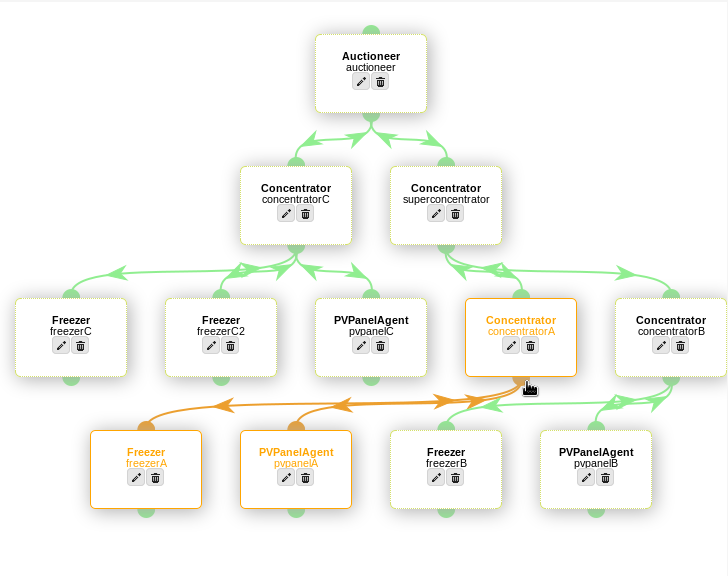 Auctioneer
auctioneer
Concentrator
concentratorC
Concentrator
superconcentrator
Freezer
freezerC
Freezer
freezerC2
PVPanelAgent
pvpanelC
Concentrator
concentratorA
Concentrator
concentratorB
Freezer
freezerA
PVPanelAgent
pvpanelA
Freezer
freezerB
PVPanelAgent
pvpanelB